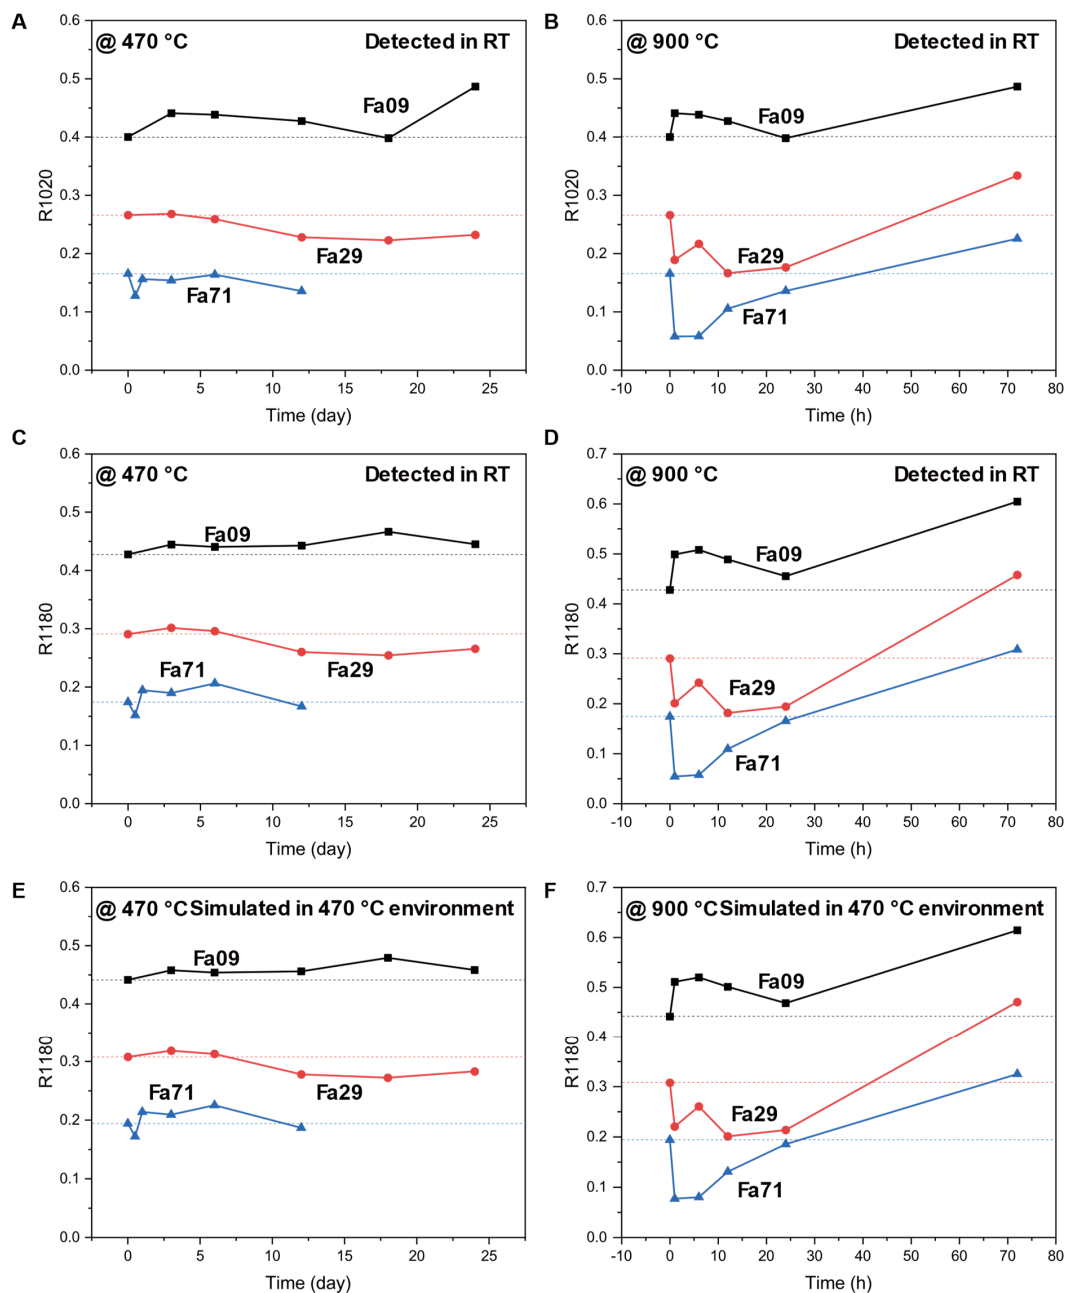 A
@ 470 °C
Detected in RT
0.6
0.5
0.4
0.3
0.2
0.1
0.0
R1020
Fa09
Fa29
Fa71
0
5
10
15
20
25
Time (day)
B
@ 900 °C
Detected in RT
0.6
0.5
0.4
0.3
0.2
0.1
0.0
R1020
Fa09
Fa29
Fa71
-10
0
10
20
30
40
50
60
70
80
Time (h)
C
@ 470 °C
Detected in RT
0.6
0.5
0.4
0.3
0.2
0.1
0.0
R1180
Fa09
Fa29
Fa71
0
5
10
15
20
25
Time (day)
D
@ 900 °C
Detected in RT
0.7
0.6
0.5
0.4
0.3
0.2
0.1
0.0
R1180
Fa09
Fa29
Fa71
-10
0
10
20
30
40
50
60
70
80
Time (h)
E
@ 470 °C Simulated in 470 °C environment
0.6
0.5
0.4
0.3
0.2
0.1
0.0
R1180
Fa09
Fa71
Fa29
0
5
10
15
20
25
Time (day)
F
@ 900 °C Simulated in 470 °C environment
0.7
0.6
0.5
0.4
0.3
0.2
0.1
0.0
R1180
Fa09
Fa29
Fa71
-10
0
10
20
30
40
50
60
70
80
Time (h)